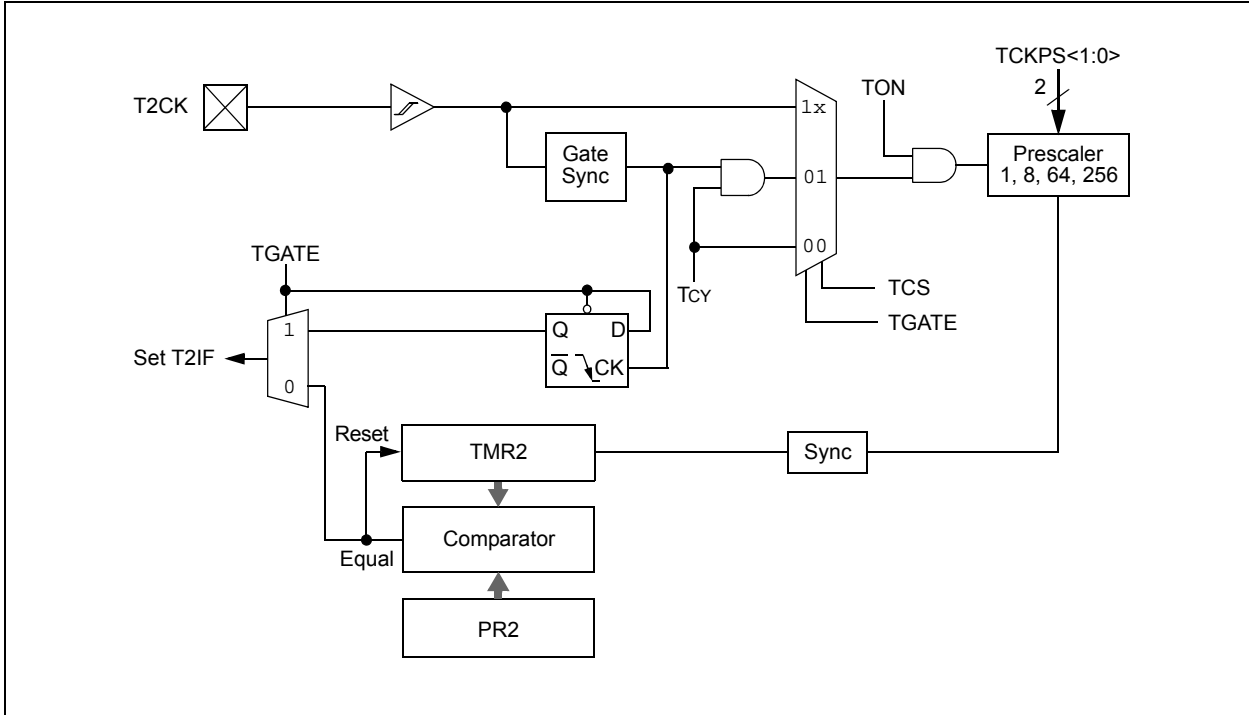 TCKPS<1:0>
2
T2CK
TON
1x
Gate
Sync
Prescaler
1, 8, 64, 256
01
00
TGATE
TCY
TCS
TGATE
1
Q
D
Set T2IF
Q
CK
0
Reset
TMR2
Sync
Comparator
Equal
PR2